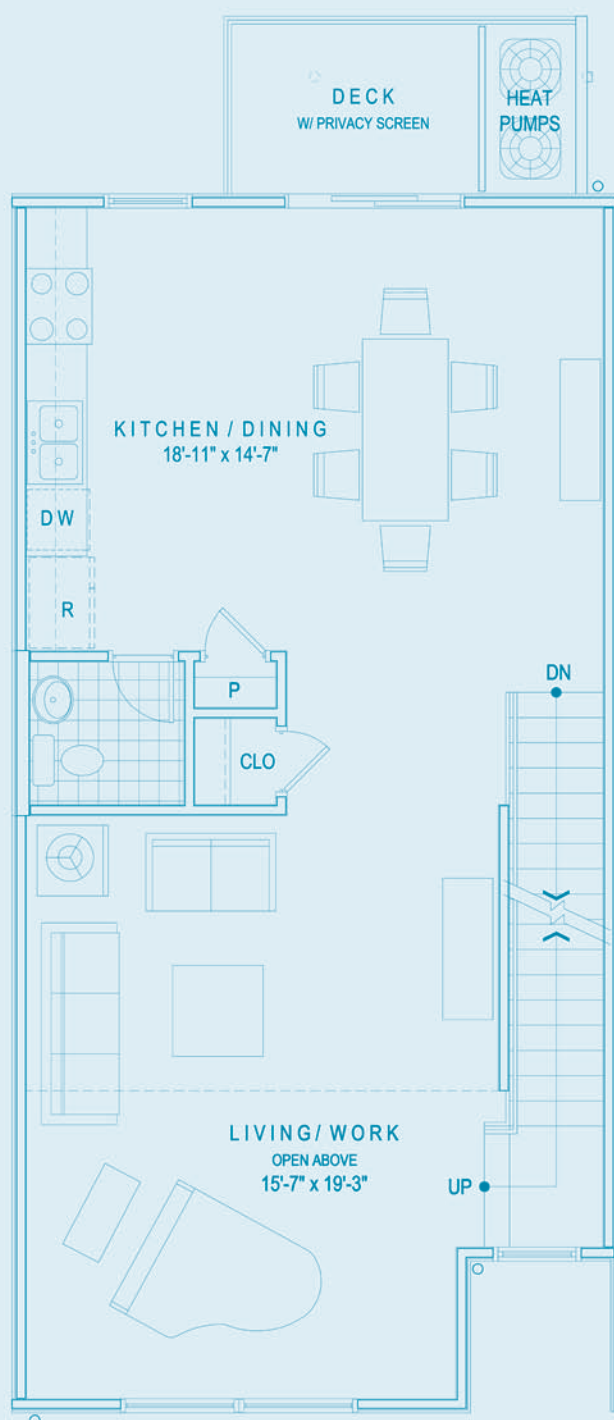 DECK
W/ PRIVACY SCREEN
HEAT
PUMPS
KITCHEN / DINING
18'-11" x 14'-7"
DW
R
P
CLO
DN
LIVING/ WORK
OPEN ABOVE
15'-7" x 19'-3"
UP